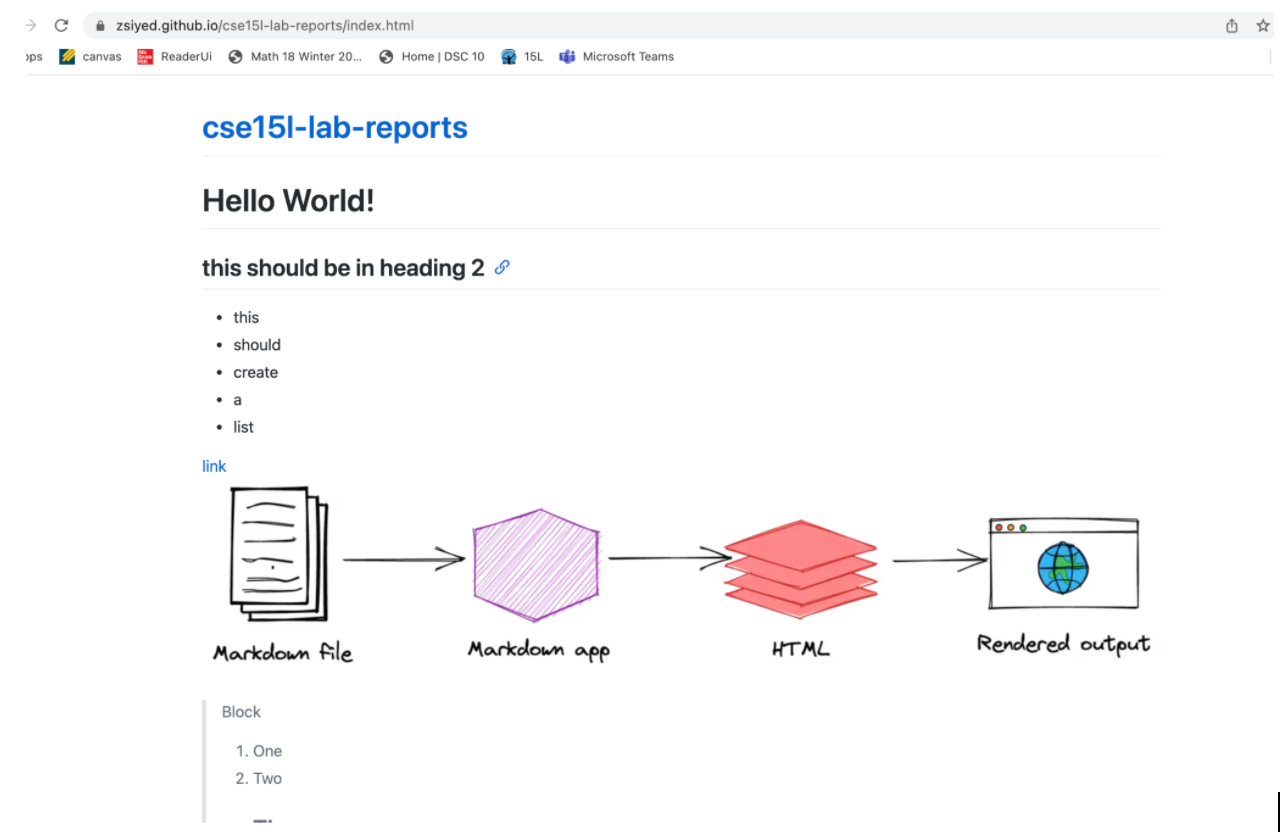 zsiyed.github.io/cse15l-lab-reports/index.html
canvas ReaderUi Math 18 Winter 20... Home | DSC 10 15L Microsoft Teams
cse15l-lab-reports
Hello World!
this should be in heading 2
• this
• should
• create
• a
• list
link
Markdown file Markdown app HTML Rendered output
Block
1. One
2. Two